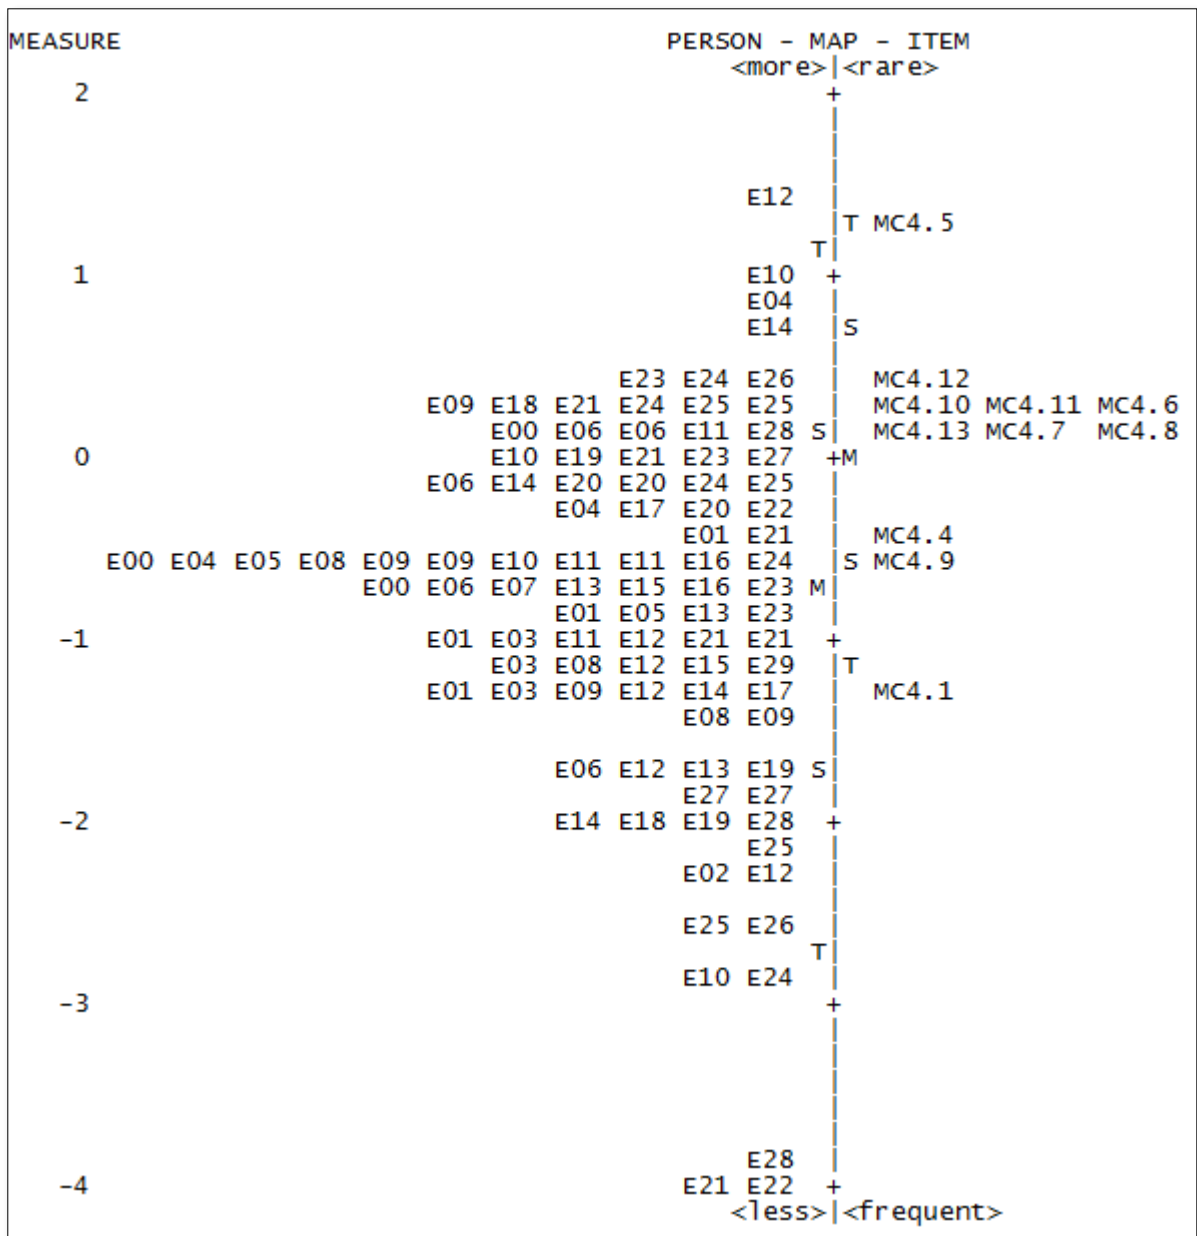 MEASURE PERSON - MAP - ITEM
<more>|<rare>
2 +
|
|
|
E12 |
|T MC4.5
T|
1 E10 +
E04 |
E14 |S
|
E23 E24 E26 | MC4.12
E09 E18 E21 E24 E25 E25 | MC4.10 MC4.11 MC4.6
E00 E06 E06 E11 E28 S| MC4.13 MC4.7 MC4.8
0 E10 E19 E21 E23 E27 +M
E06 E14 E20 E20 E24 E25 |
E04 E17 E20 E22 |
E01 E21 | MC4.4
E00 E04 E05 E08 E09 E09 E10 E11 E11 E16 E24 |S MC4.9
E00 E06 E07 E13 E15 E16 E23 M|
E01 E05 E13 E23 |
-1 E01 E03 E11 E12 E21 E21 +
E03 E08 E12 E15 E29 |T
E01 E03 E09 E12 E14 E17 | MC4.1
E08 E09 |
|
E06 E12 E13 E19 S|
E27 E27 |
-2 E14 E18 E19 E28 +
E25 |
E02 E12 |
|
E25 E26 |
T|
E10 E24 |
-3 +
|
|
|
|
|
E28 |
-4 E21 E22 +
<less>|<frequent>